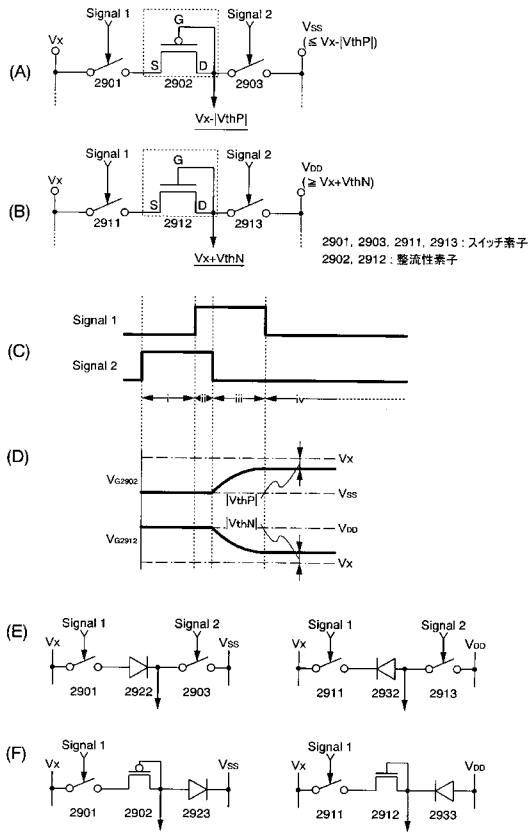 (A)
Vx Signal 1 G Signal 2 VSS
(≦ Vx-|VthP|)
S D
2901 2902 2903
Vx-|VthP|
(B)
Vx Signal 1 G Signal 2 VDD
(≧ Vx+VthN)
S D
2911 2912 2913
Vx+VthN
2901, 2903, 2911, 2913 : スイッチ素子
2902, 2912 : 整流性素子
(C)
Signal 1
Signal 2
i ii iii iv
(D)
Vx
VG2902
|VthP| VSS
|VthN| VDD
VG2912
Vx
(E)
Vx Signal 1 Signal 2 VSS
2901 2922 2903
Vx Signal 1 Signal 2 VDD
2911 2932 2913
(F)
Vx Signal 1 VSS
2901 2902 2923
Vx Signal 1 VDD
2911 2912 2933